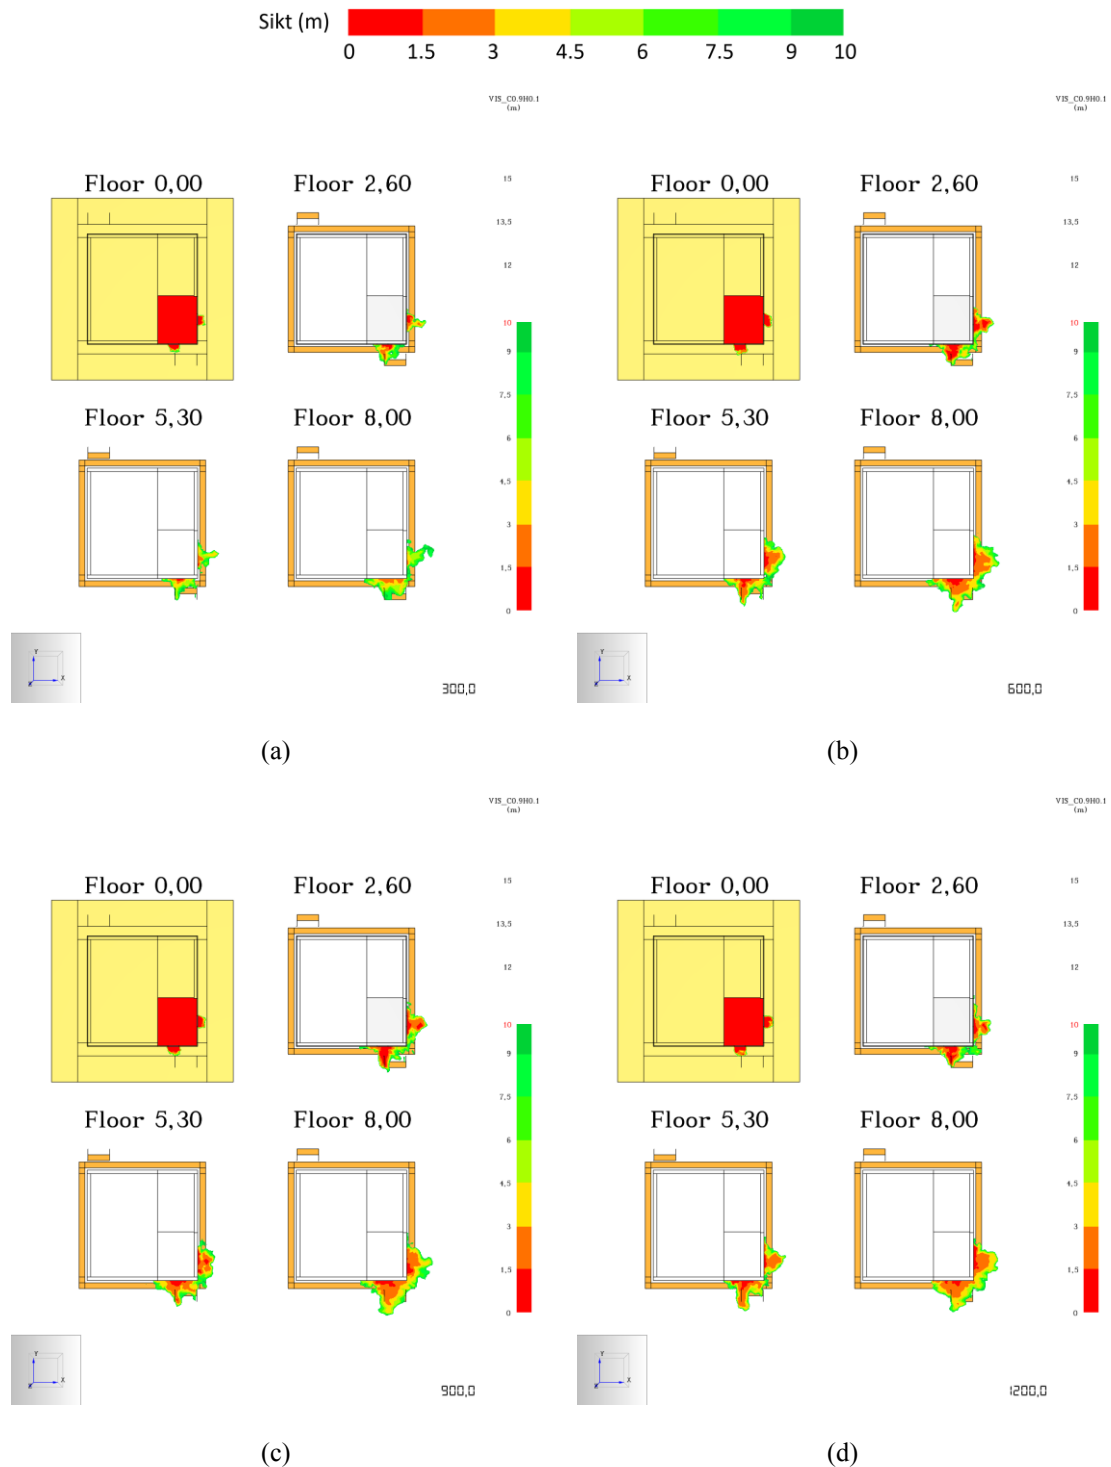 Sikt (m)
0 1.5 3 4.5 6 7.5 9 10
VIS_C0.9H0.1
(m)
Floor 0,00 Floor 2,60
15
13,5
12
10
9
7,5
6
4,5
3
1,5
0
Floor 5,30 Floor 8,00
Y
X
300,0
(a)
VIS_C0.9H0.1
(m)
Floor 0,00 Floor 2,60
15
13,5
12
10
9
7,5
6
4,5
3
1,5
0
Floor 5,30 Floor 8,00
Y
X
600,0
(b)
VIS_C0.9H0.1
(m)
Floor 0,00 Floor 2,60
15
13,5
12
10
9
7,5
6
4,5
3
1,5
0
Floor 5,30 Floor 8,00
Y
X
900,0
(c)
VIS_C0.9H0.1
(m)
Floor 0,00 Floor 2,60
15
13,5
12
10
9
7,5
6
4,5
3
1,5
0
Floor 5,30 Floor 8,00
Y
X
1200,0
(d)